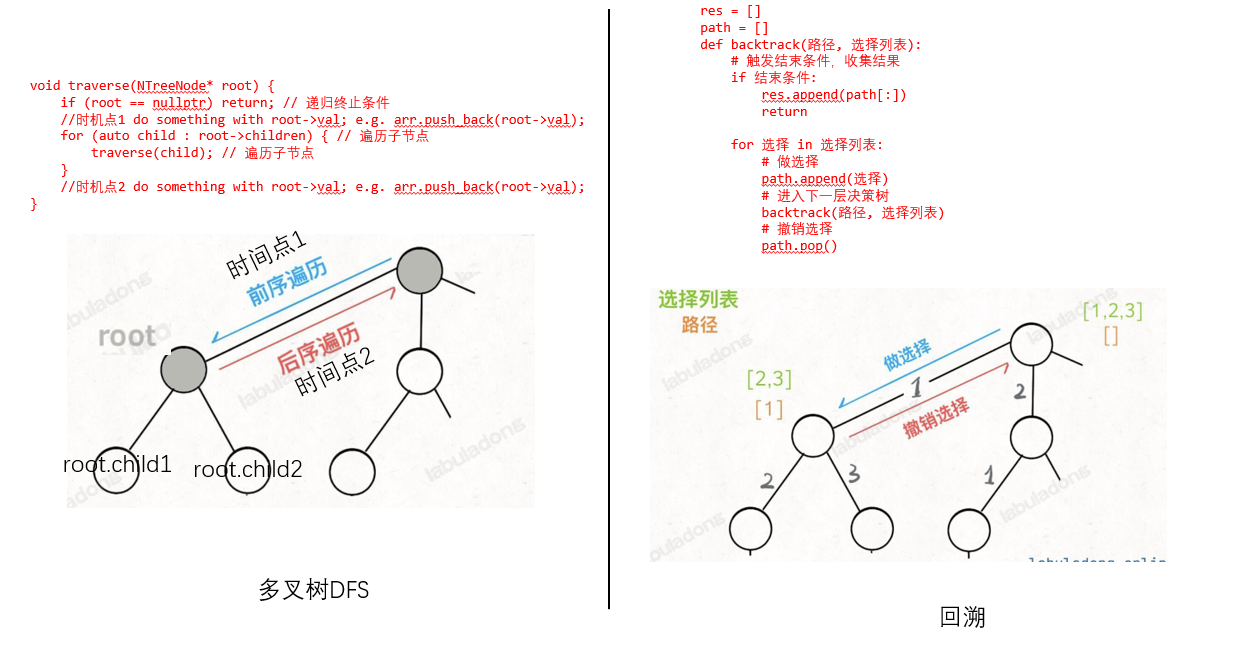 void traverse(NTreeNode* root) {
if (root == nullptr) return; // 递归终止条件
//时机点1 do something with root->val; e.g. arr.push_back(root->val);
for (auto child : root->children) { // 遍历子节点
traverse(child); // 遍历子节点
}
//时机点2 do something with root->val; e.g. arr.push_back(root->val);
}
时间点1
前序遍历
后序遍历
时间点2
root
root.child1
root.child2
labuladong
labuladong
labuladong
多叉树DFS
res = []
path = []
def backtrack(路径, 选择列表):
# 触发结束条件，收集结果
if 结束条件:
res.append(path[:])
return
for 选择 in 选择列表:
# 做选择
path.append(选择)
# 进入下一层决策树
backtrack(路径, 选择列表)
# 撤销选择
path.pop()
选择列表
路径
[1,2,3]
[]
做选择
1
撤销选择
2
[2,3]
[1]
2
3
1
labuladong
labuladong
labuladong
labuladong
回溯